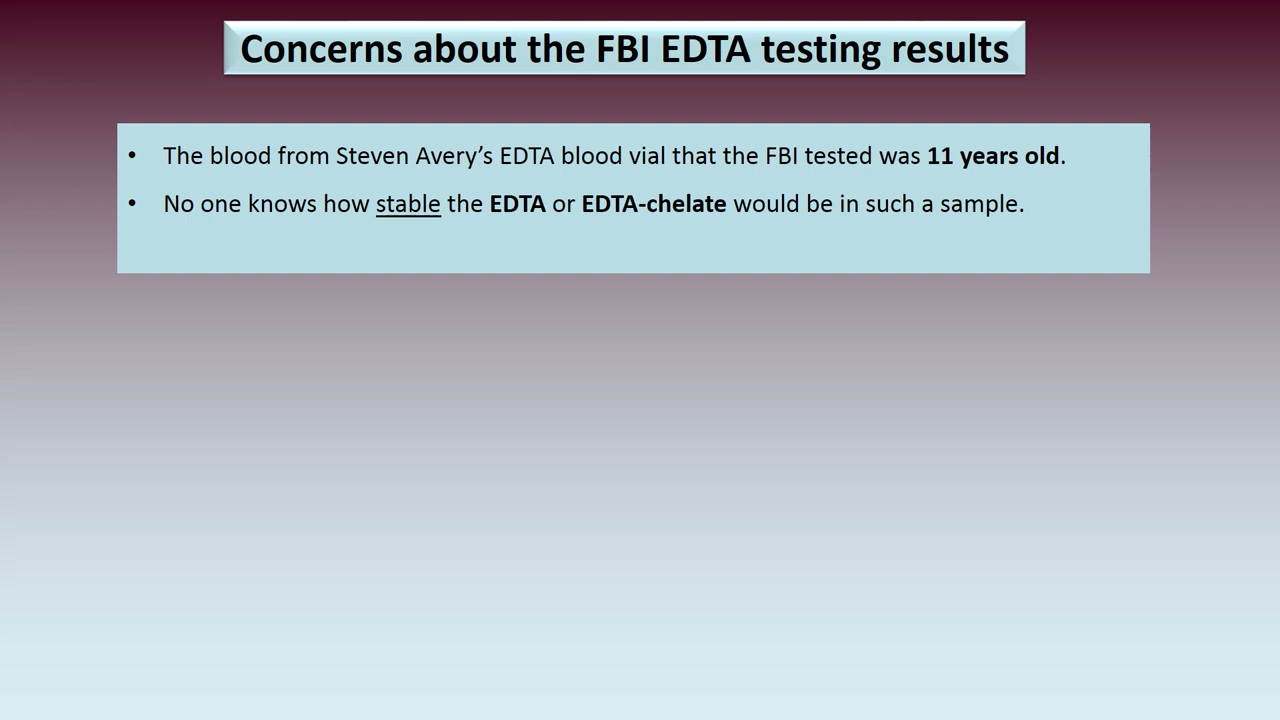 Concerns about the FBI EDTA testing results
• The blood from Steven Avery’s EDTA blood vial that the FBI tested was 11 years old.
• No one knows how stable the EDTA or EDTA-chelate would be in such a sample.